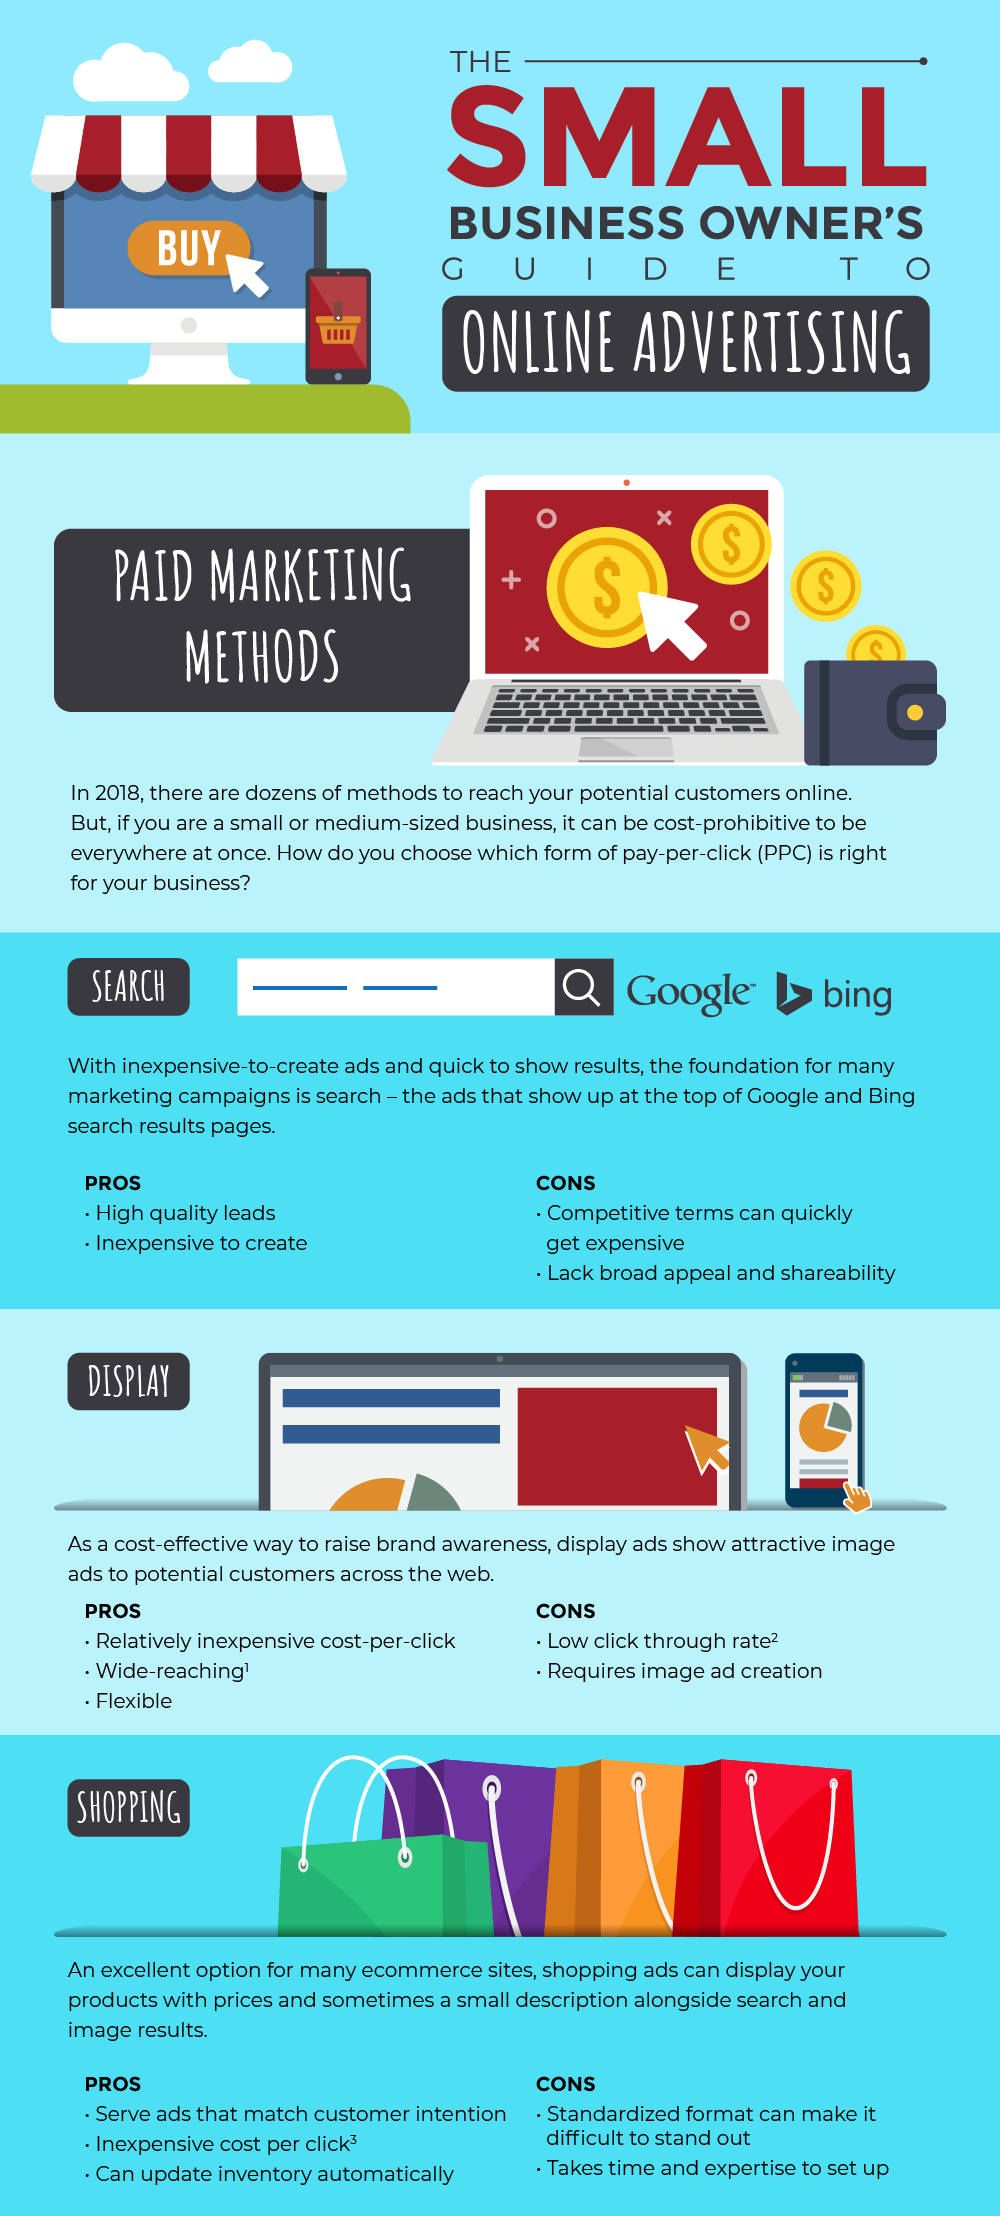 THE
SMALL
BUSINESS OWNER'S
GUIDE TO
ONLINE ADVERTISING
BUY
PAID MARKETING
METHODS
$
$
$
$
In 2018, there are dozens of methods to reach your potential customers online.
But, if you are a small or medium-sized business, it can be cost-prohibitive to be
everywhere at once. How do you choose which form of pay-per-click (PPC) is right
for your business?
SEARCH
Google™ bing
With inexpensive-to-create ads and quick to show results, the foundation for many
marketing campaigns is search – the ads that show up at the top of Google and Bing
search results pages.
PROS
• High quality leads
• Inexpensive to create
CONS
• Competitive terms can quickly
get expensive
• Lack broad appeal and shareability
DISPLAY
As a cost-effective way to raise brand awareness, display ads show attractive image
ads to potential customers across the web.
PROS
• Relatively inexpensive cost-per-click
• Wide-reaching¹
• Flexible
CONS
• Low click through rate²
• Requires image ad creation
SHOPPING
An excellent option for many ecommerce sites, shopping ads can display your
products with prices and sometimes a small description alongside search and
image results.
PROS
• Serve ads that match customer intention
• Inexpensive cost per click³
• Can update inventory automatically
CONS
• Standardized format can make it
difficult to stand out
• Takes time and expertise to set up